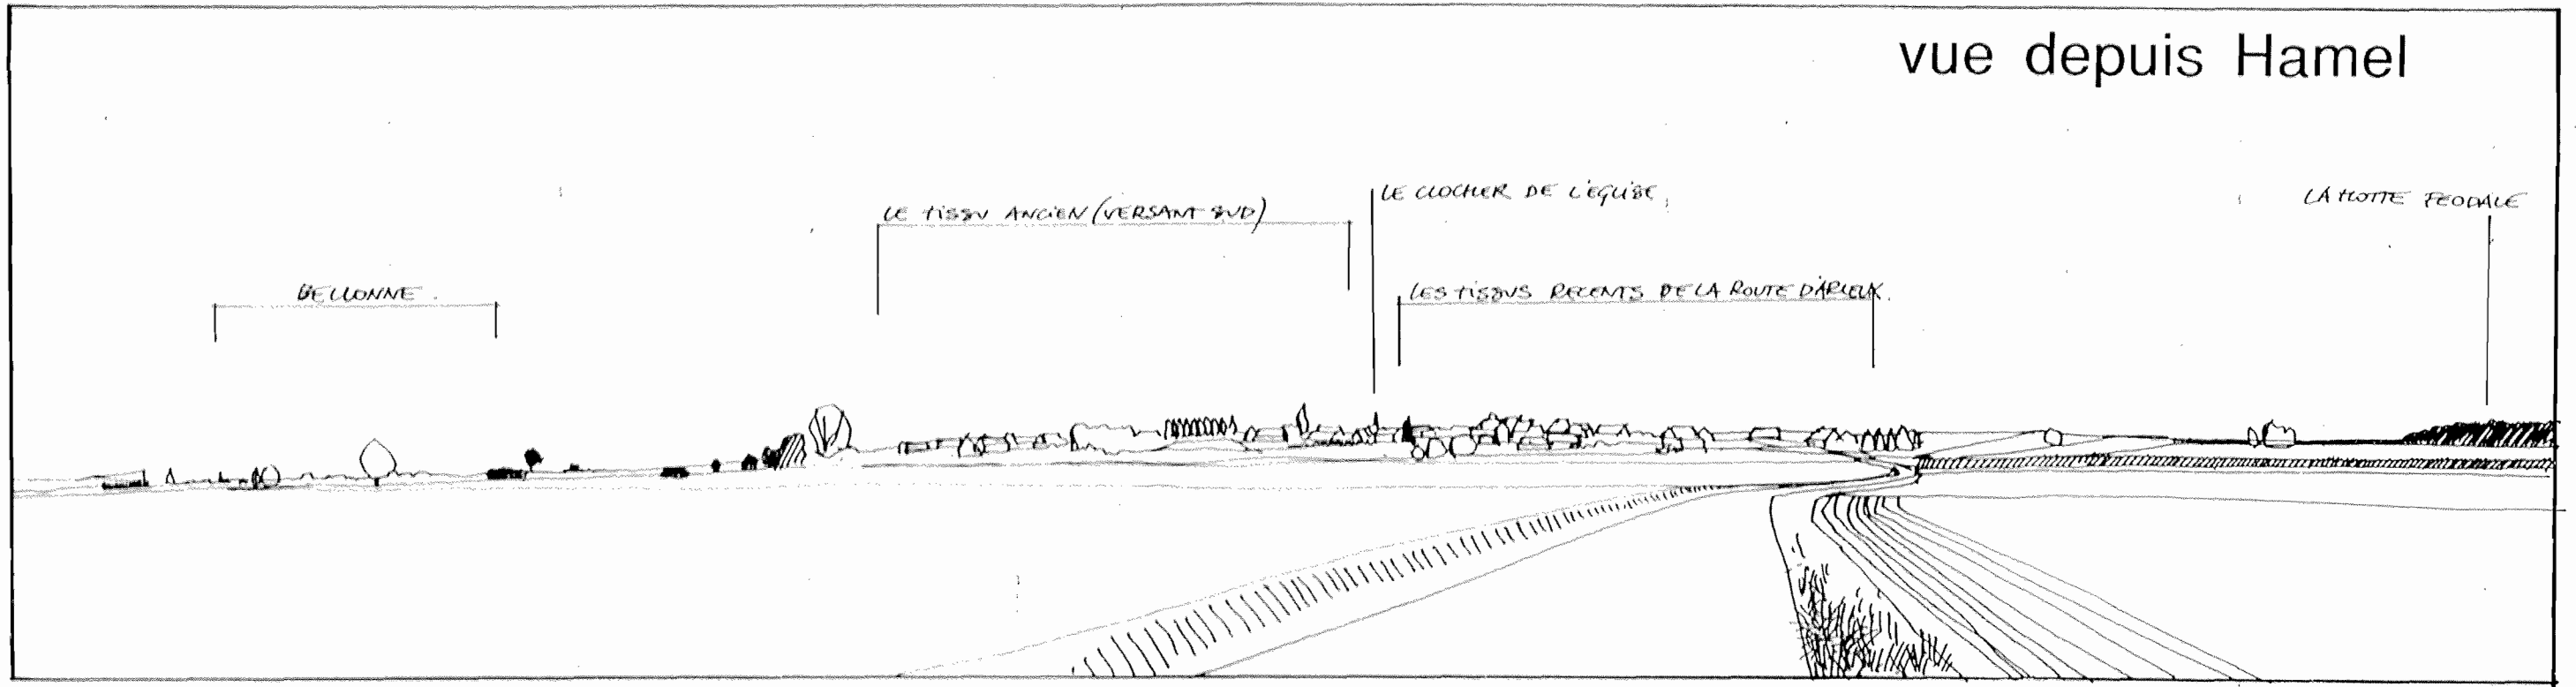 vue depuis Hamel
LE CLOCHER DE L'EGLISE
LA MOTTE FEODALE
LE TISSU ANCIEN (VERSANT SUD)
BELLONNE
LES TISSUS RECENTS DE LA ROUTE D'ARLEUX